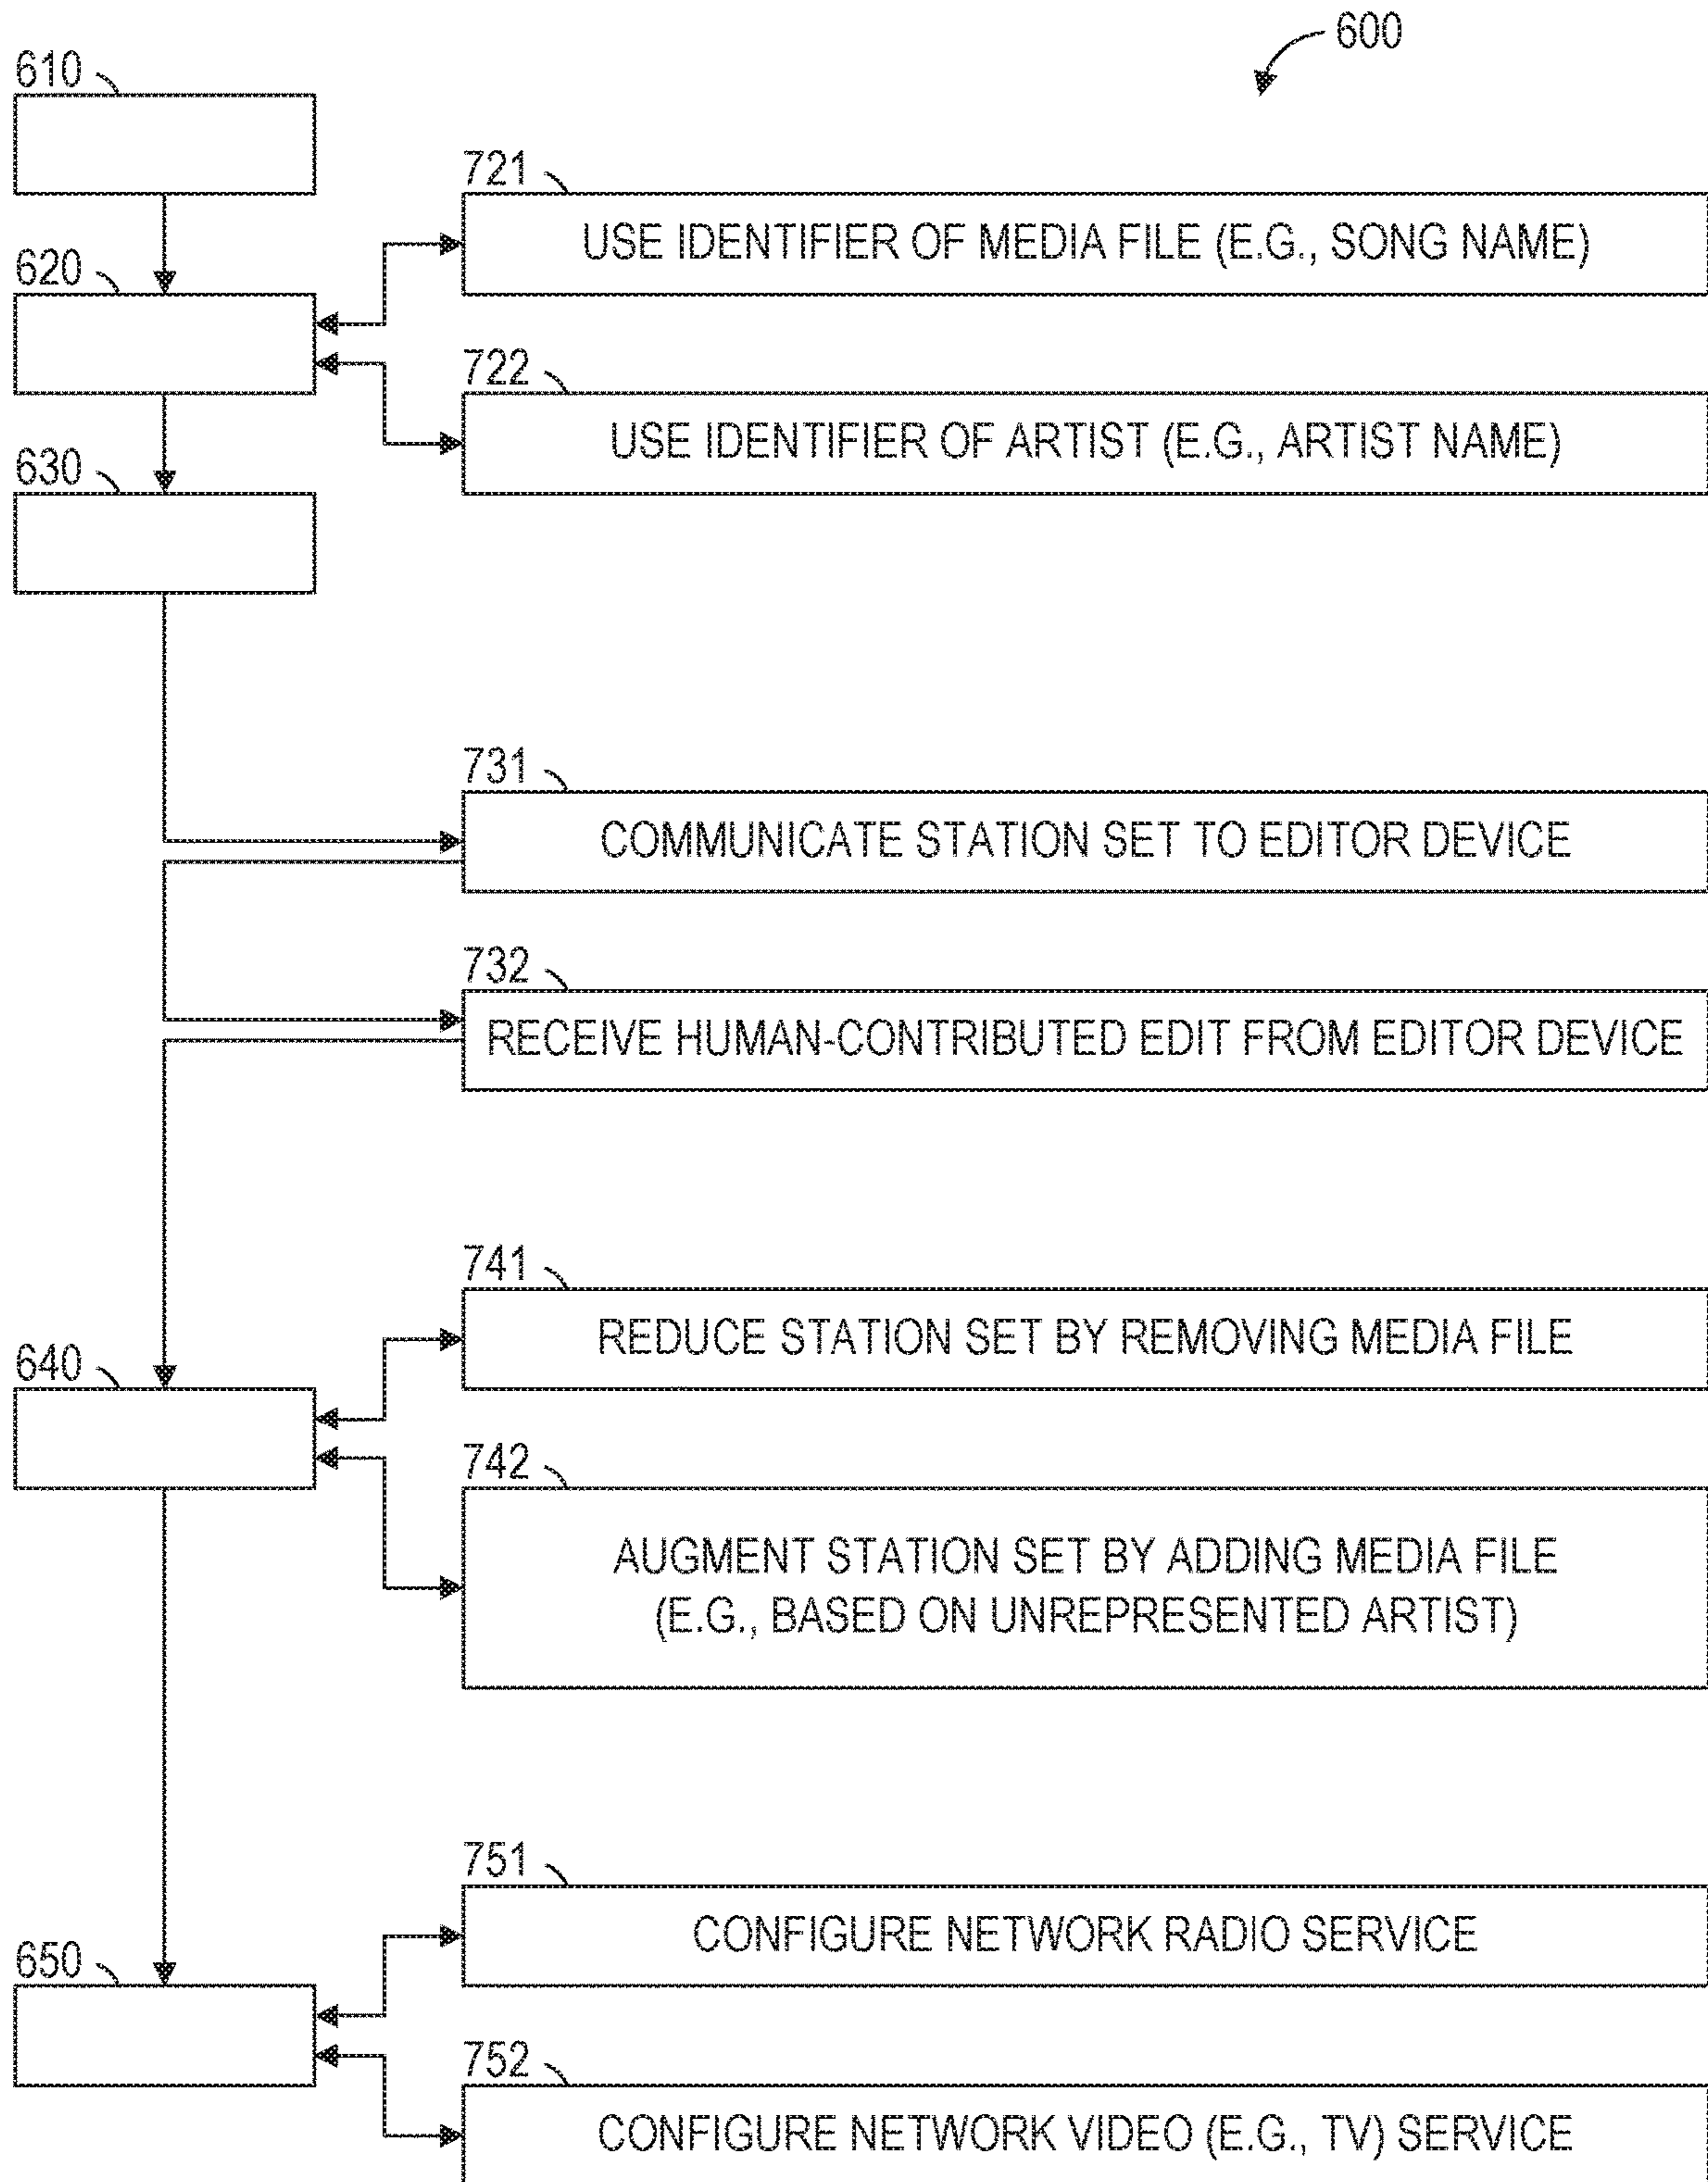 600
610
721
USE IDENTIFIER OF MEDIA FILE (E.G., SONG NAME)
620
722
USE IDENTIFIER OF ARTIST (E.G., ARTIST NAME)
630
731
COMMUNICATE STATION SET TO EDITOR DEVICE
732
RECEIVE HUMAN-CONTRIBUTED EDIT FROM EDITOR DEVICE
741
REDUCE STATION SET BY REMOVING MEDIA FILE
640
742
AUGMENT STATION SET BY ADDING MEDIA FILE
(E.G., BASED ON UNREPRESENTED ARTIST)
751
CONFIGURE NETWORK RADIO SERVICE
650
752
CONFIGURE NETWORK VIDEO (E.G., TV) SERVICE